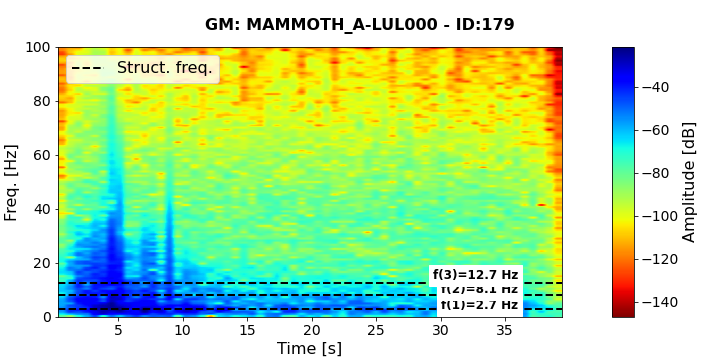 GM: MAMMOTH_A-LUL000 - ID:179
Struct. freq.
100
80
60
40
20
0
Freq. [Hz]
f(3)=12.7 Hz
f(2)=8.1 Hz
f(1)=2.7 Hz
5 10 15 20 25 30 35
Time [s]
−40
−60
−80
−100
−120
−140
Amplitude [dB]